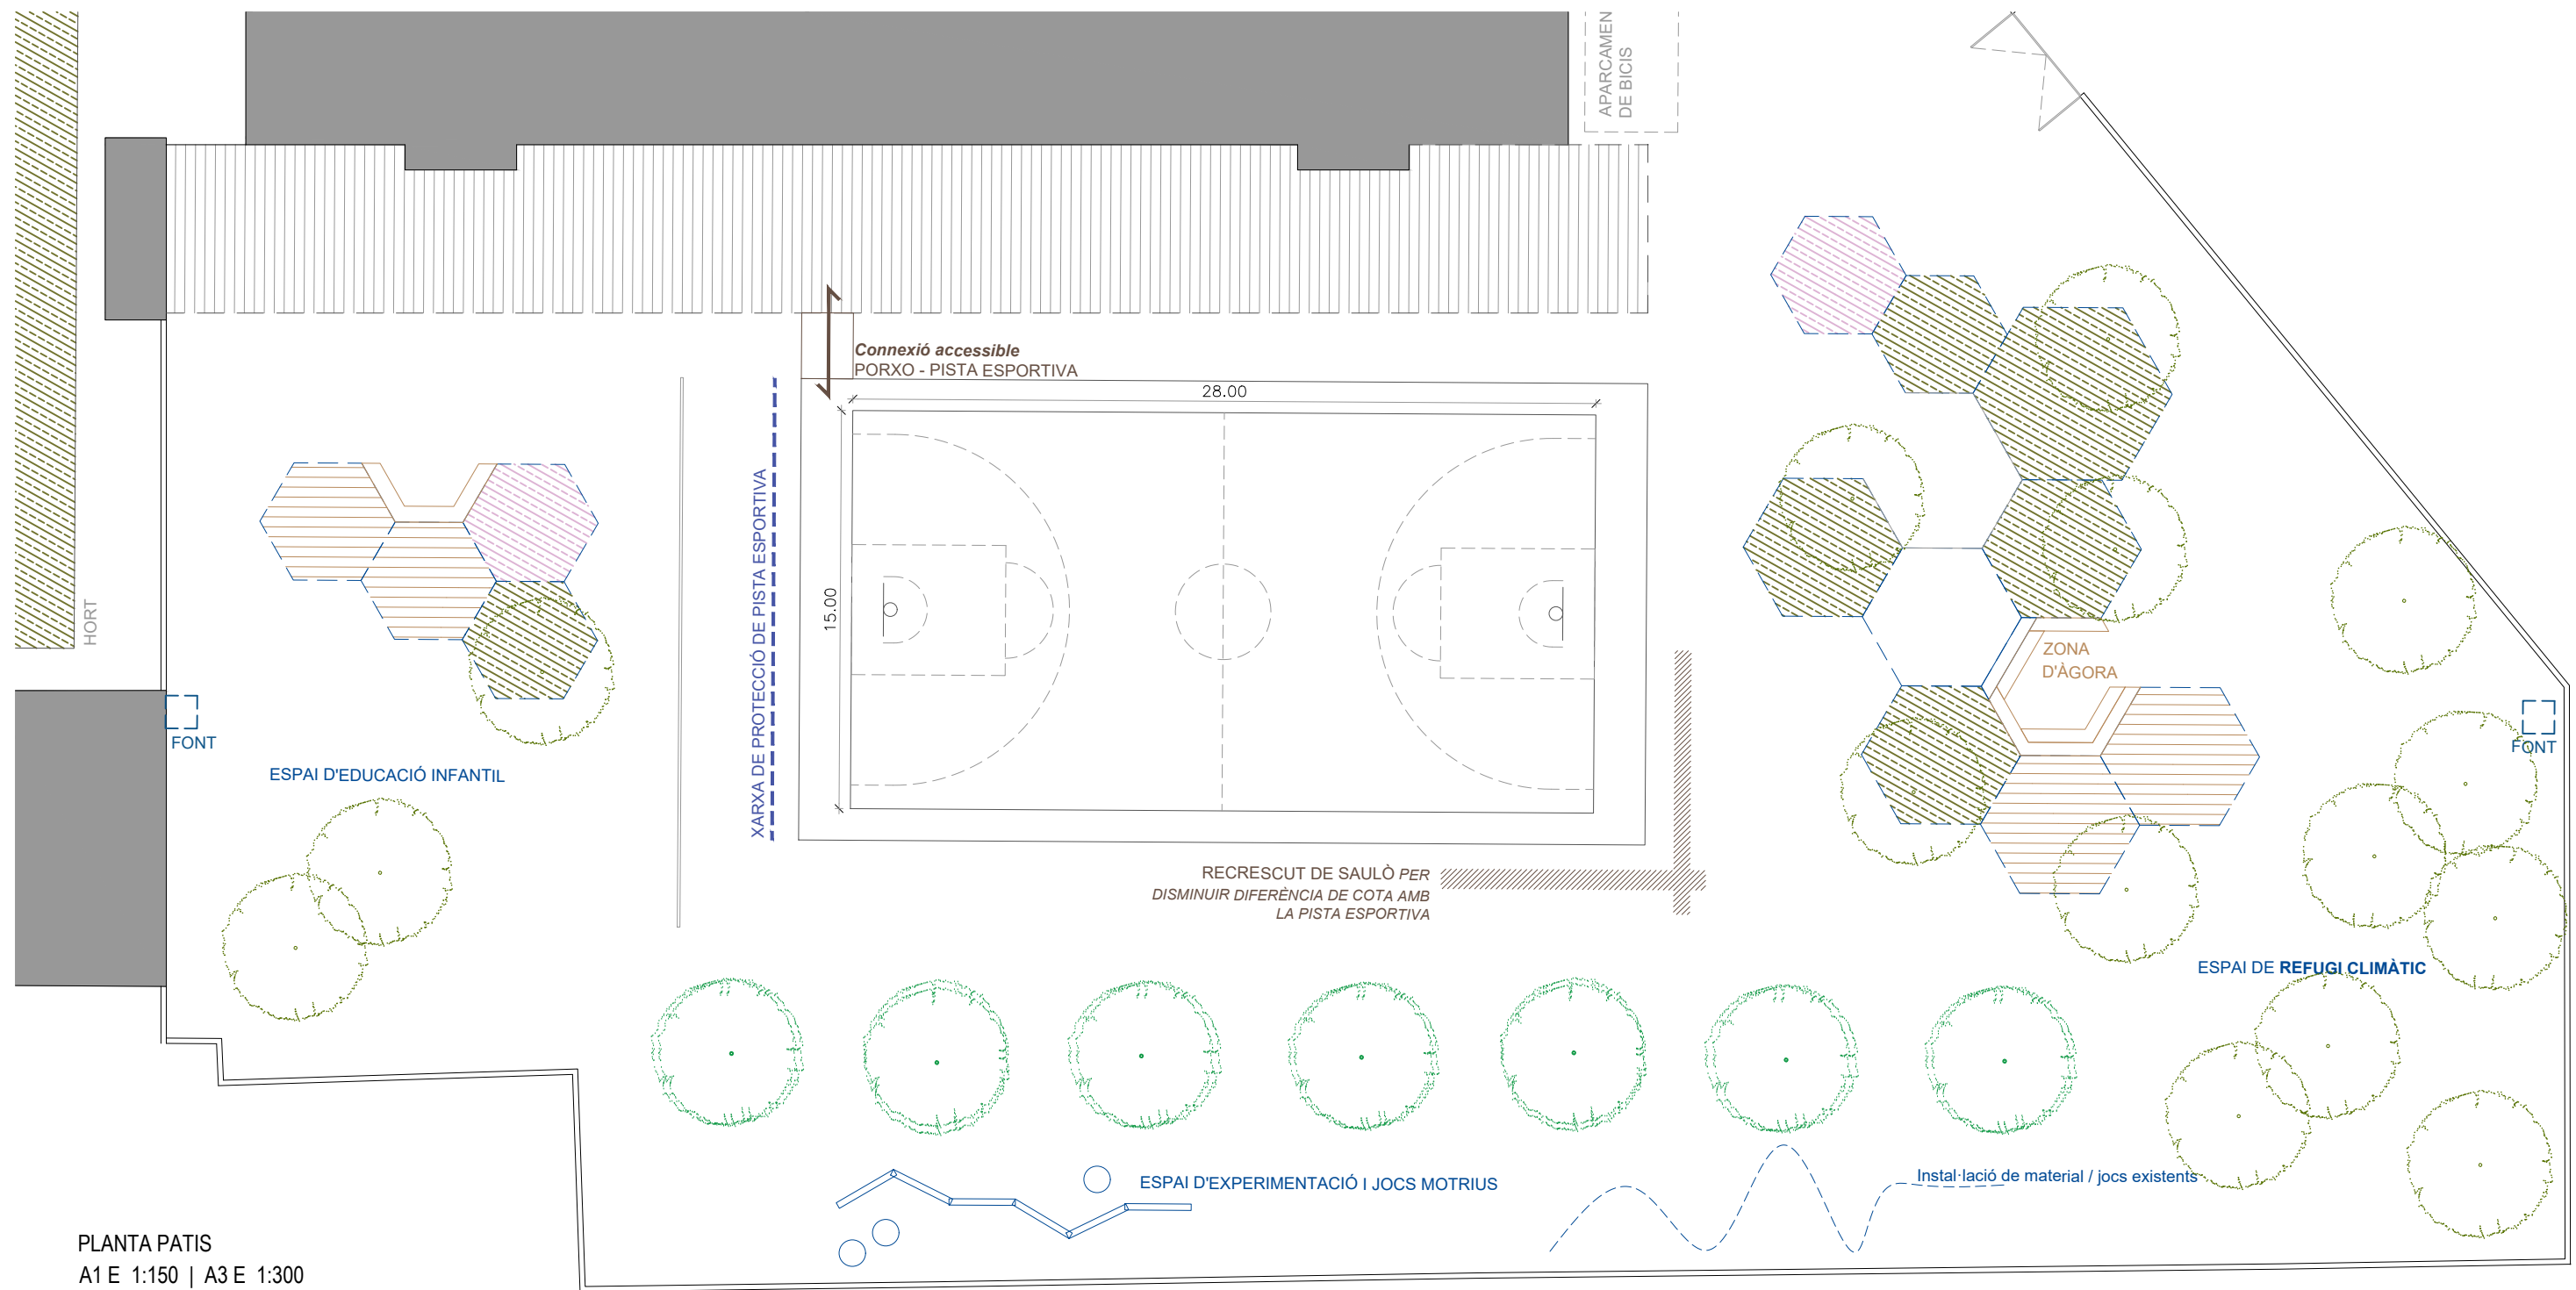 APARCAMEN
DE BICIS
Connexió accessible
PORXO - PISTA ESPORTIVA
28.00
15.00
XARXA DE PROTECCIÓ DE PISTA ESPORTIVA
HORT
FONT
ESPAI D'EDUCACIÓ INFANTIL
ZONA
D'ÀGORA
FONT
RECRESCUT DE SAULÒ PER
DISMINUIR DIFERÈNCIA DE COTA AMB
LA PISTA ESPORTIVA
ESPAI DE REFUGI CLIMÀTIC
ESPAI D'EXPERIMENTACIÓ I JOCS MOTRIUS
Instal·lació de material / jocs existents
PLANTA PATIS
A1 E 1:150 | A3 E 1:300